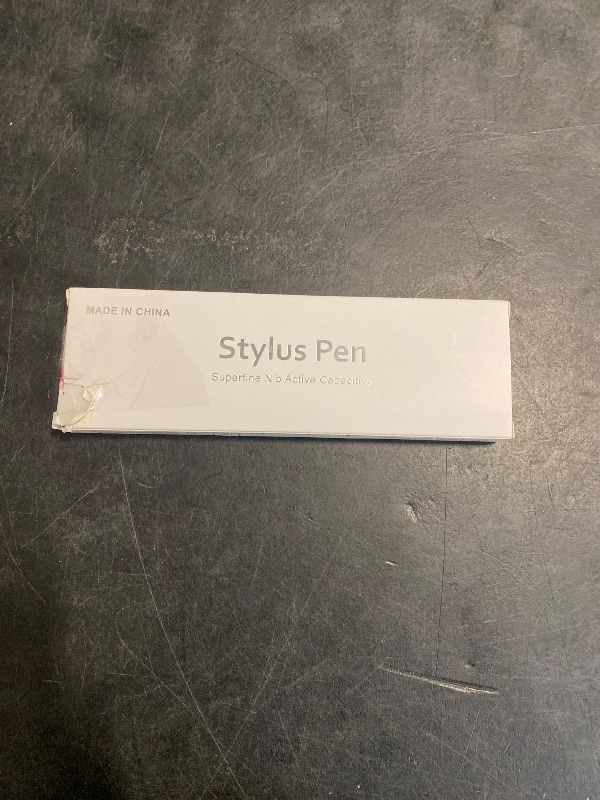 MADE IN CHINA
Stylus Pen
Superfine Nib Active Capacitive